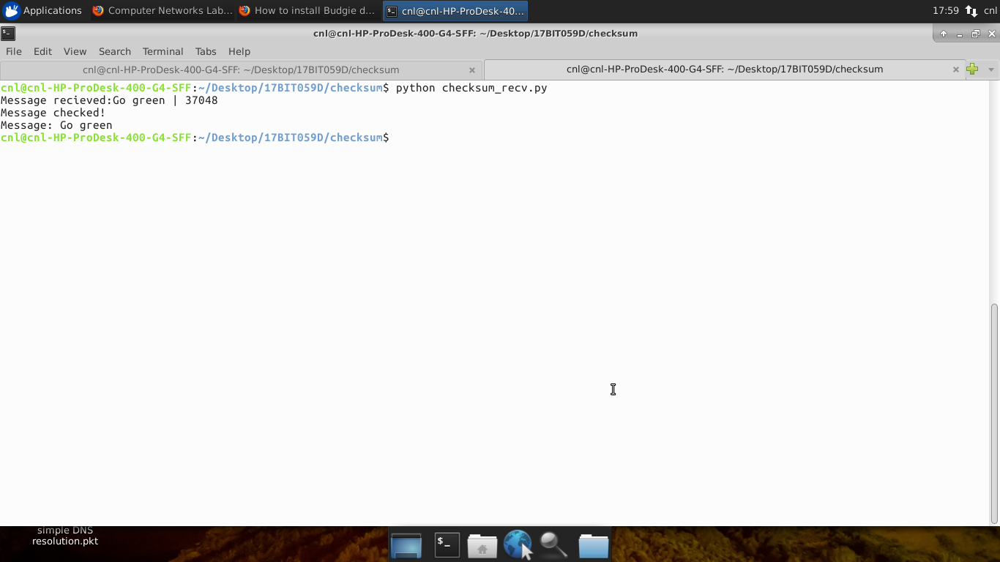 Applications Computer Networks Lab... How to install Budgie d... cnl@cnl-HP-ProDesk-40... 17:59 cnl
cnl@cnl-HP-ProDesk-400-G4-SFF: ~/Desktop/17BIT059D/checksum
File Edit View Search Terminal Tabs Help
cnl@cnl-HP-ProDesk-400-G4-SFF: ~/Desktop/17BIT059D/checksum cnl@cnl-HP-ProDesk-400-G4-SFF: ~/Desktop/17BIT059D/checksum
cnl@cnl-HP-ProDesk-400-G4-SFF:~/Desktop/17BIT059D/checksum$ python checksum_recv.py
Message recieved:Go green | 37048
Message checked!
Message: Go green
cnl@cnl-HP-ProDesk-400-G4-SFF:~/Desktop/17BIT059D/checksum$
simple DNS
resolution.pkt
$_